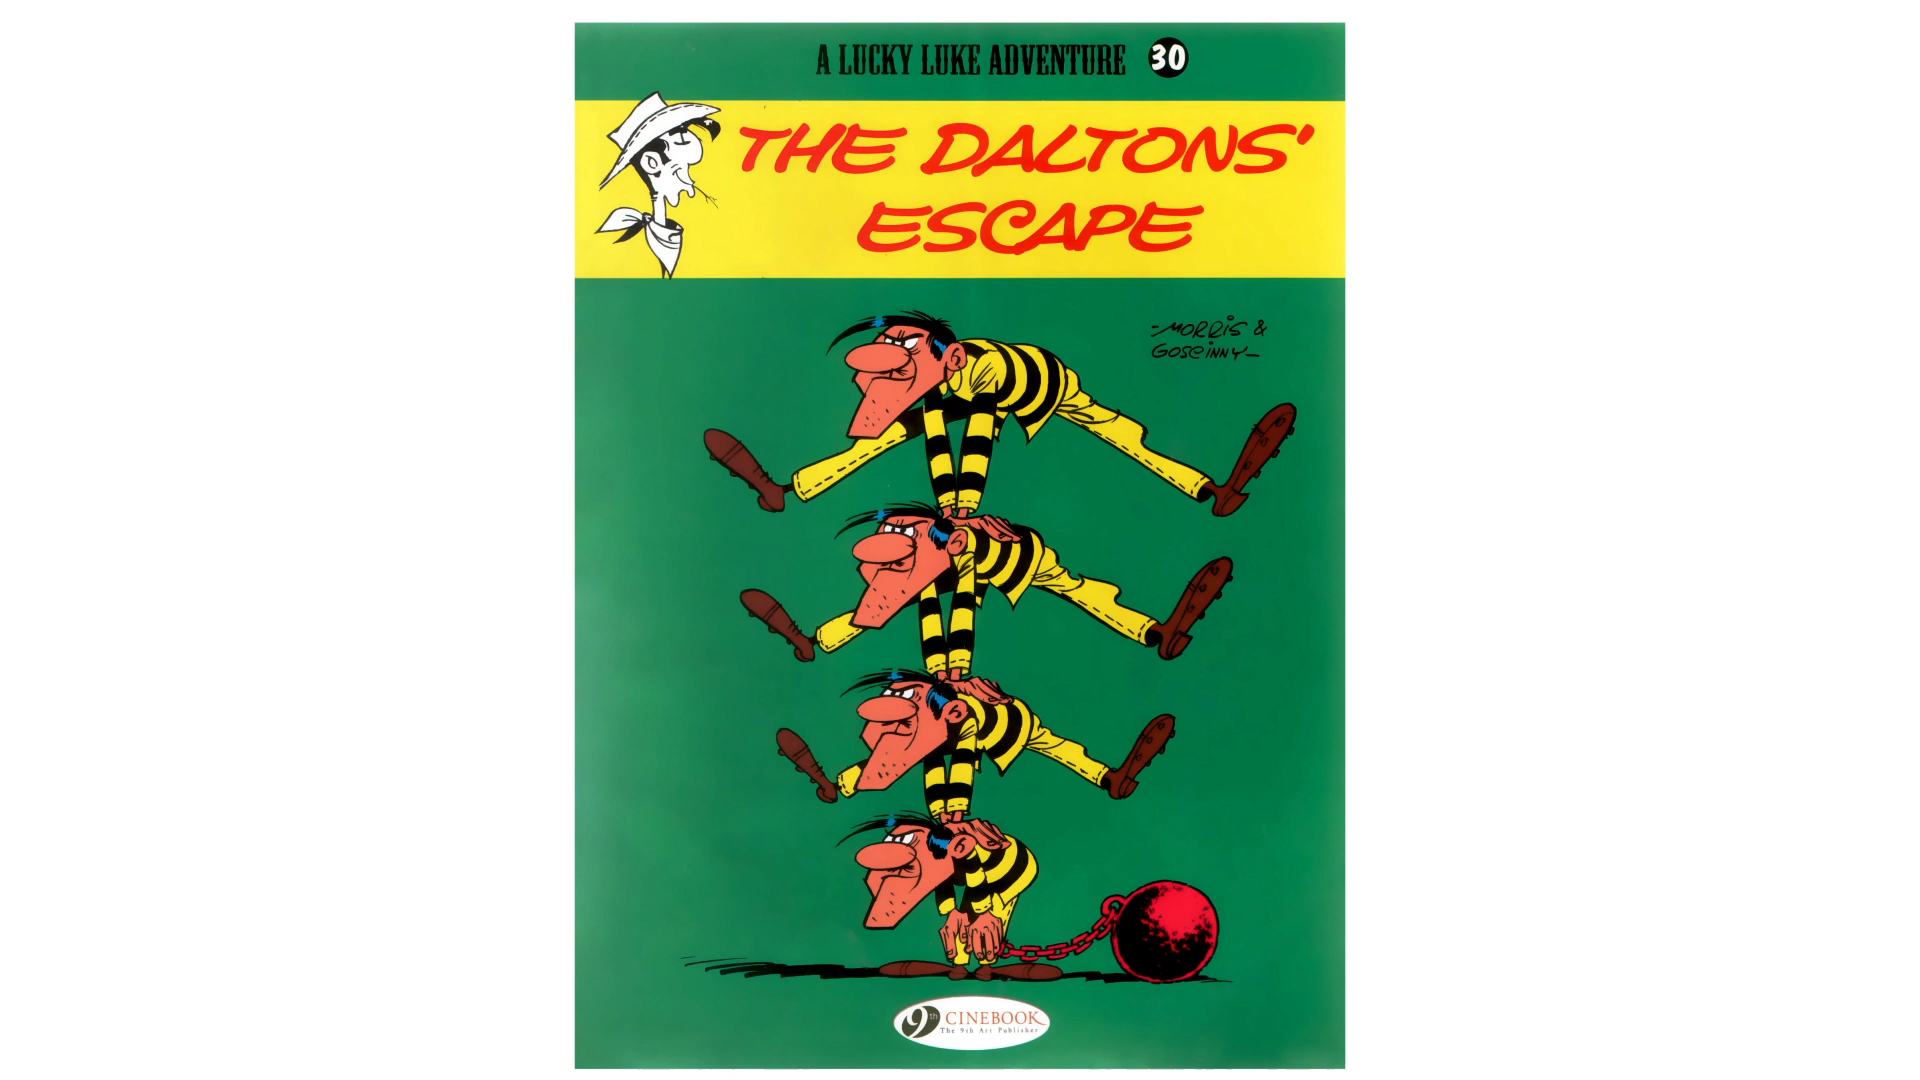 A LUCKY LUKE ADVENTURE 30
THE DALTONS'
ESCAPE
-MORRIS &
GOSCINNY-
9th CINEBOOK
The 9th Art Publisher